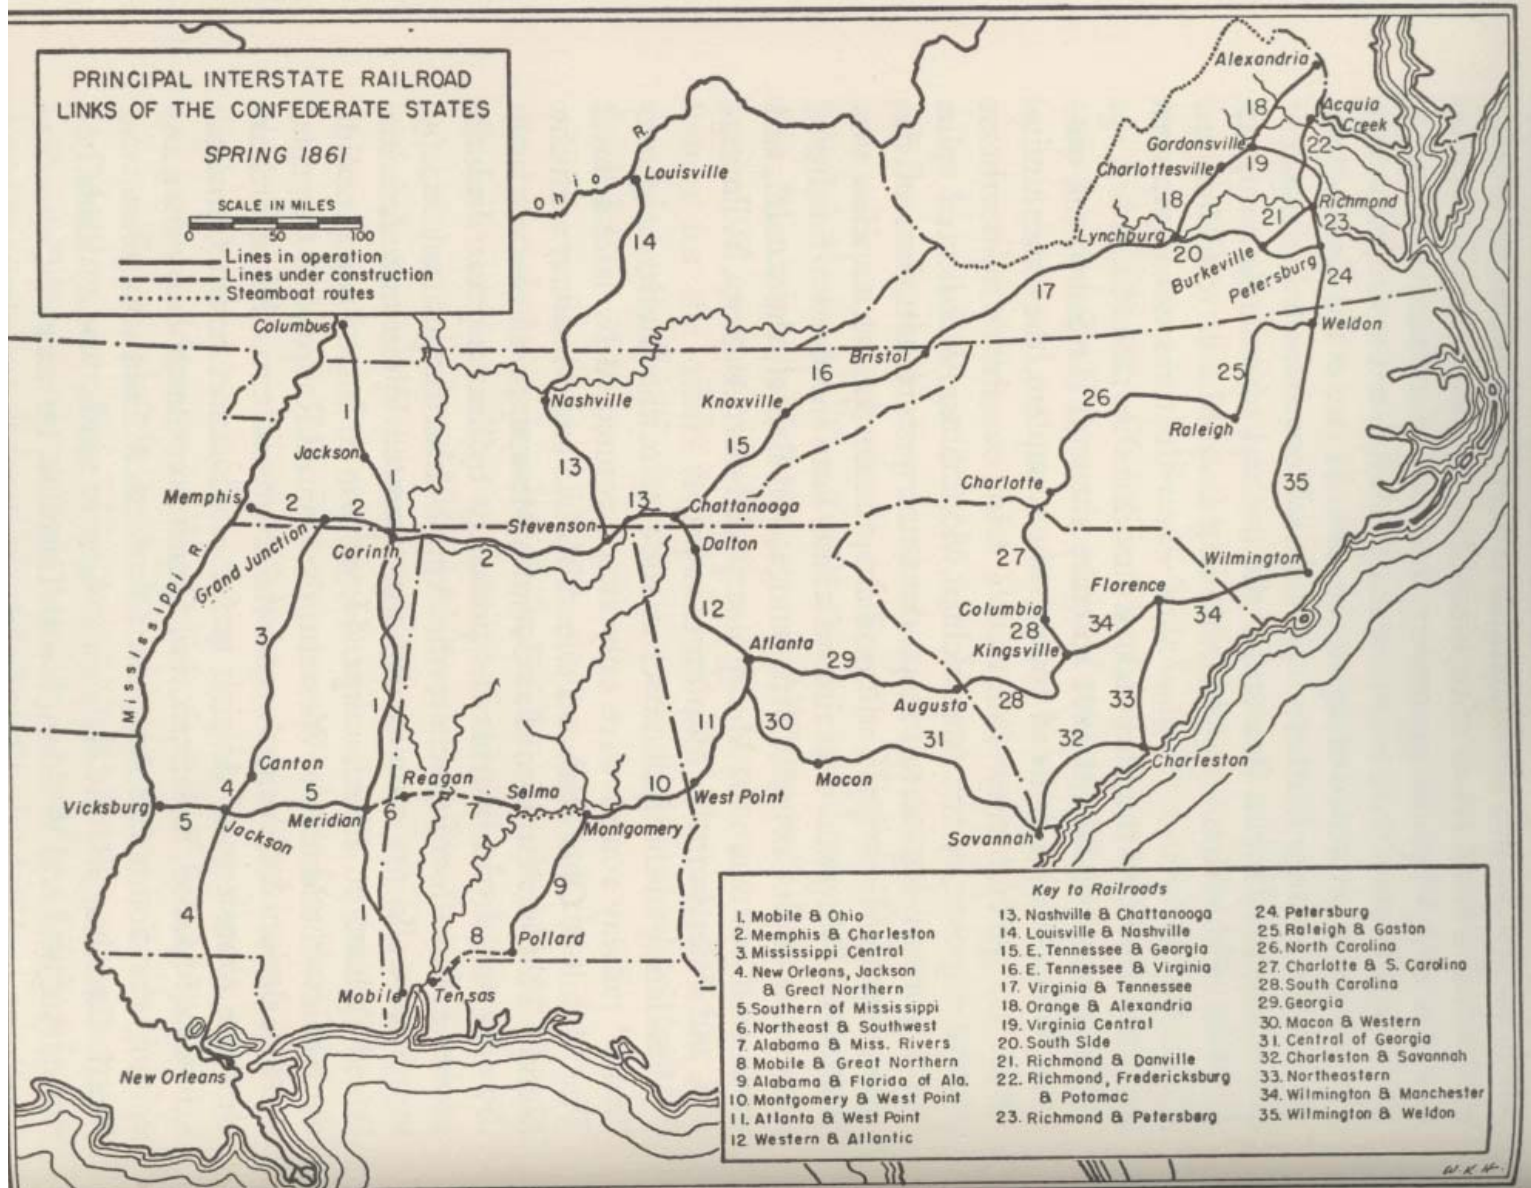 PRINCIPAL INTERSTATE RAILROAD
LINKS OF THE CONFEDERATE STATES
SPRING 1861
SCALE IN MILES
0 50 100
Lines in operation
Lines under construction
Steamboat routes
Alexandria
18
Acquia
Creek
Gordonsville
22
19
Charlottesville
Ohio R.
Louisville
18
Richmond
21
23
14
Lynchburg
20
Burkeville
Petersburg
24
17
Columbus
Weldon
Bristol
16
25
1
Nashville
Knoxville
26
Raleigh
Jackson
13
15
1
Charlotte
35
Memphis
2
2
13
Chattanooga
Stevenson
Grand Junction
Corinth
2
Dalton
27
Wilmington
Mississippi R.
Florence
12
Columbia
28
34
34
3
Atlanta
Kingsville
29
Augusta
28
33
1
11
30
31
32
Canton
Reagan
Macon
Charleston
4
5
Selma
10
Vicksburg
5
Jackson
Meridian
6
7
West Point
Montgomery
Savannah
9
4
1
8
Pollard
Mobile
Tensas
New Orleans
Key to Railroads
1. Mobile & Ohio
2. Memphis & Charleston
3. Mississippi Central
4. New Orleans, Jackson
& Great Northern
5. Southern of Mississippi
6. Northeast & Southwest
7. Alabama & Miss. Rivers
8 Mobile & Great Northern
9. Alabama & Florida of Ala.
10. Montgomery & West Point
11. Atlanta & West Point
12 Western & Atlantic
13. Nashville & Chattanooga
14. Louisville & Nashville
15. E. Tennessee & Georgia
16. E. Tennessee & Virginia
17. Virginia & Tennessee
18. Orange & Alexandria
19. Virginia Central
20. South Side
21. Richmond & Danville
22. Richmond, Fredericksburg
& Potomac
23. Richmond & Petersberg
24. Petersburg
25. Raleigh & Gaston
26. North Carolina
27. Charlotte & S. Carolina
28. South Carolina
29. Georgia
30. Macon & Western
31. Central of Georgia
32. Charleston & Savannah
33. Northeastern
34. Wilmington & Manchester
35. Wilmington & Weldon
W.K.H.